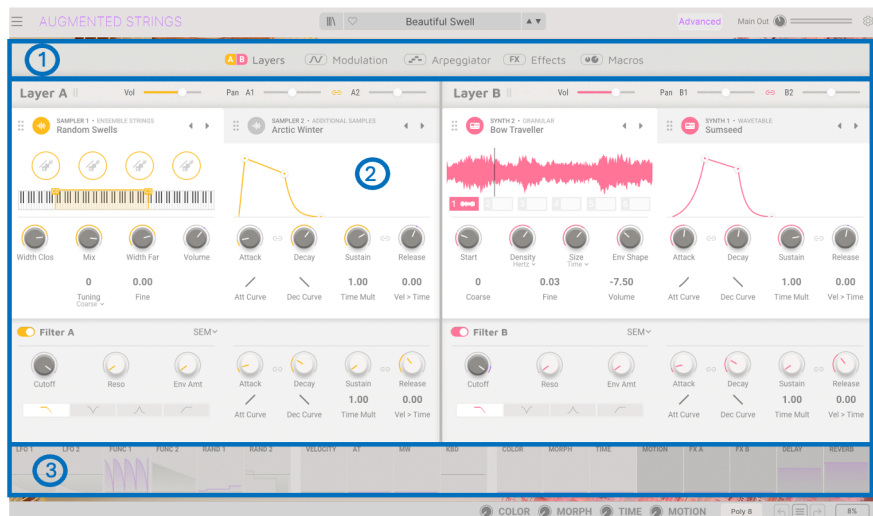 AUGMENTED STRINGS Beautiful Swell Advanced Main Out
1 A B Layers Modulation Arpeggiator FX Effects Macros
Layer A Vol Pan A1 A2 Layer B Vol Pan B1 B2
SAMPLER 1 • ENSEMBLE STRINGS SAMPLER 2 • ADDITIONAL SAMPLES SYNTH 2 • GRANULAR SYNTH 1 • WAVETABLE
Random Swells Arctic Winter Bow Traveller Sumseed
2
1 2 3 4 5 6
Width Clos Mix Width Far Volume Attack Decay Sustain Release Start Density Size Env Shape Attack Decay Sustain Release
Hertz Time
0 0.00 1.00 0.00 0 0.03 -7.50 1.00 0.00
Tuning Fine Att Curve Dec Curve Time Mult Vel > Time Coarse Fine Volume Att Curve Dec Curve Time Mult Vel > Time
Coarse
Filter A SEM Filter B SEM
Cutoff Reso Env Amt Attack Decay Sustain Release Cutoff Reso Env Amt Attack Decay Sustain Release
1.00 0.00 1.00 0.00
Att Curve Dec Curve Time Mult Vel > Time Att Curve Dec Curve Time Mult Vel > Time
LFO 1 LFO 2 FUNC 1 FUNC 2 RAND 1 RAND 2 VELOCITY AT MW KBD COLOR MORPH TIME MOTION FX A FX B DELAY REVERB
3
COLOR MORPH TIME MOTION Poly 8 8%